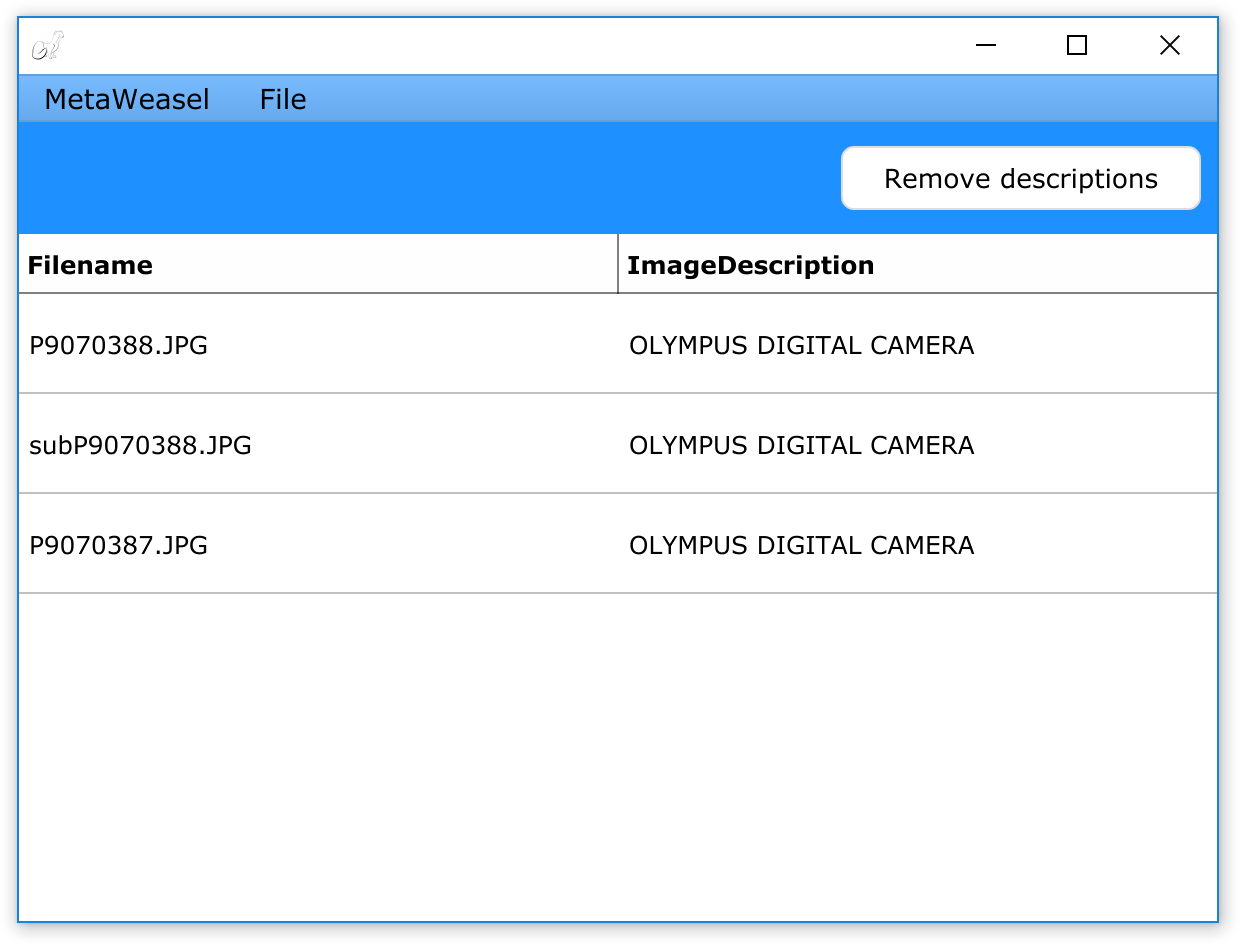 MetaWeasel File
Remove descriptions
Filename ImageDescription
P9070388.JPG OLYMPUS DIGITAL CAMERA
subP9070388.JPG OLYMPUS DIGITAL CAMERA
P9070387.JPG OLYMPUS DIGITAL CAMERA